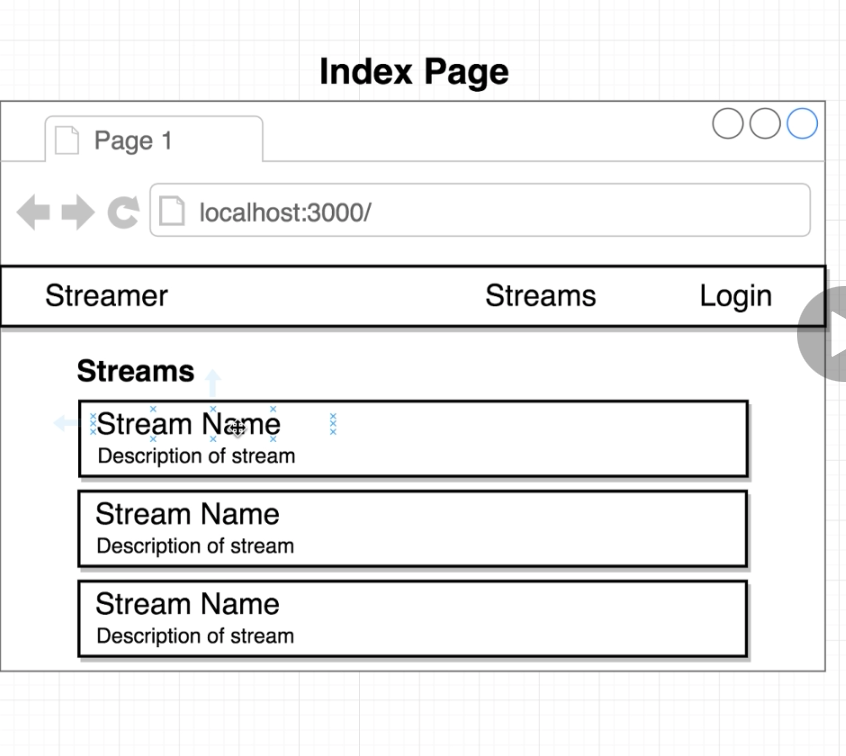 Index Page
Page 1
localhost:3000/
Streamer Streams Login
Streams
Stream Name
Description of stream
Stream Name
Description of stream
Stream Name
Description of stream